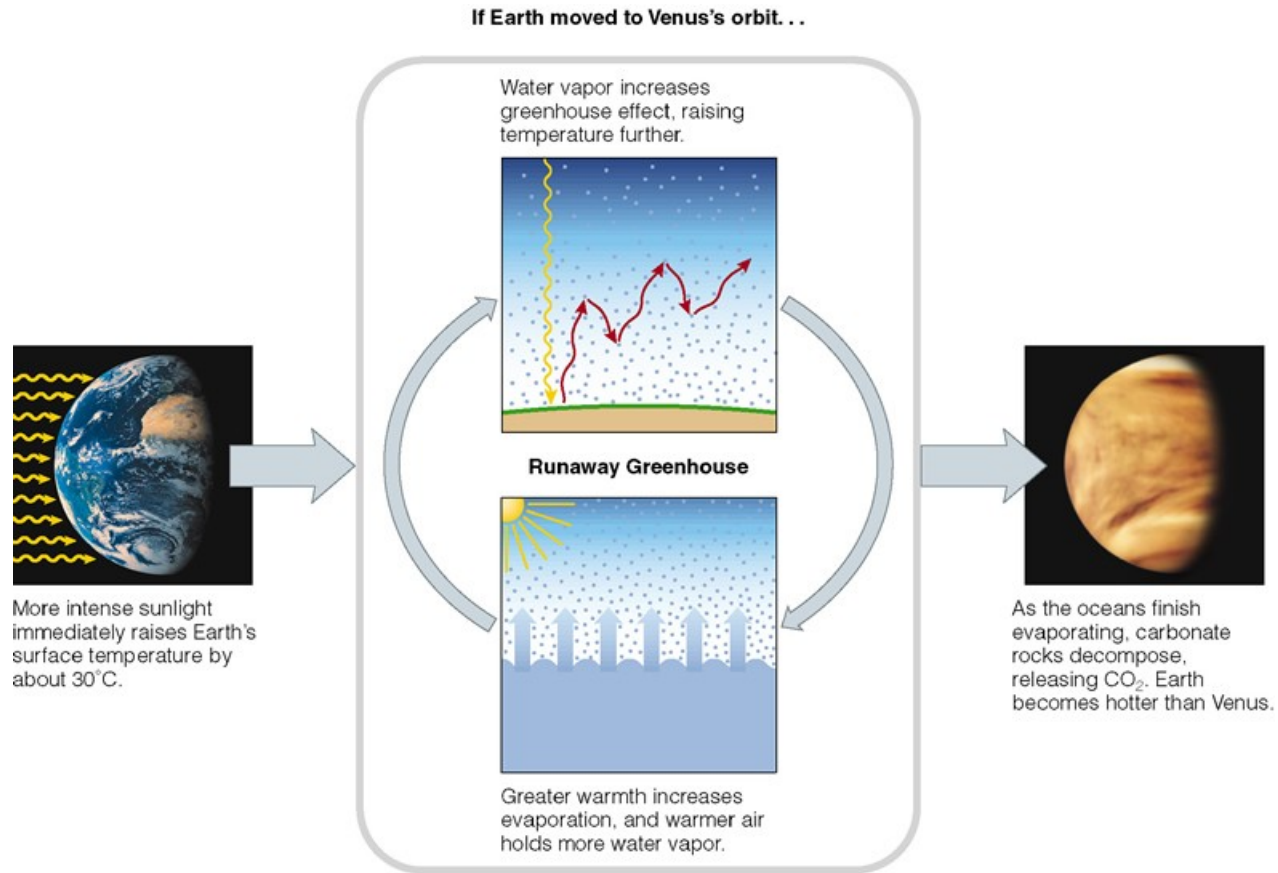 If Earth moved to Venus's orbit. . .
Water vapor increases
greenhouse effect, raising
temperature further.
Runaway Greenhouse
More intense sunlight
immediately raises Earth's
surface temperature by
about 30°C.
As the oceans finish
evaporating, carbonate
rocks decompose,
releasing CO₂. Earth
becomes hotter than Venus.
Greater warmth increases
evaporation, and warmer air
holds more water vapor.